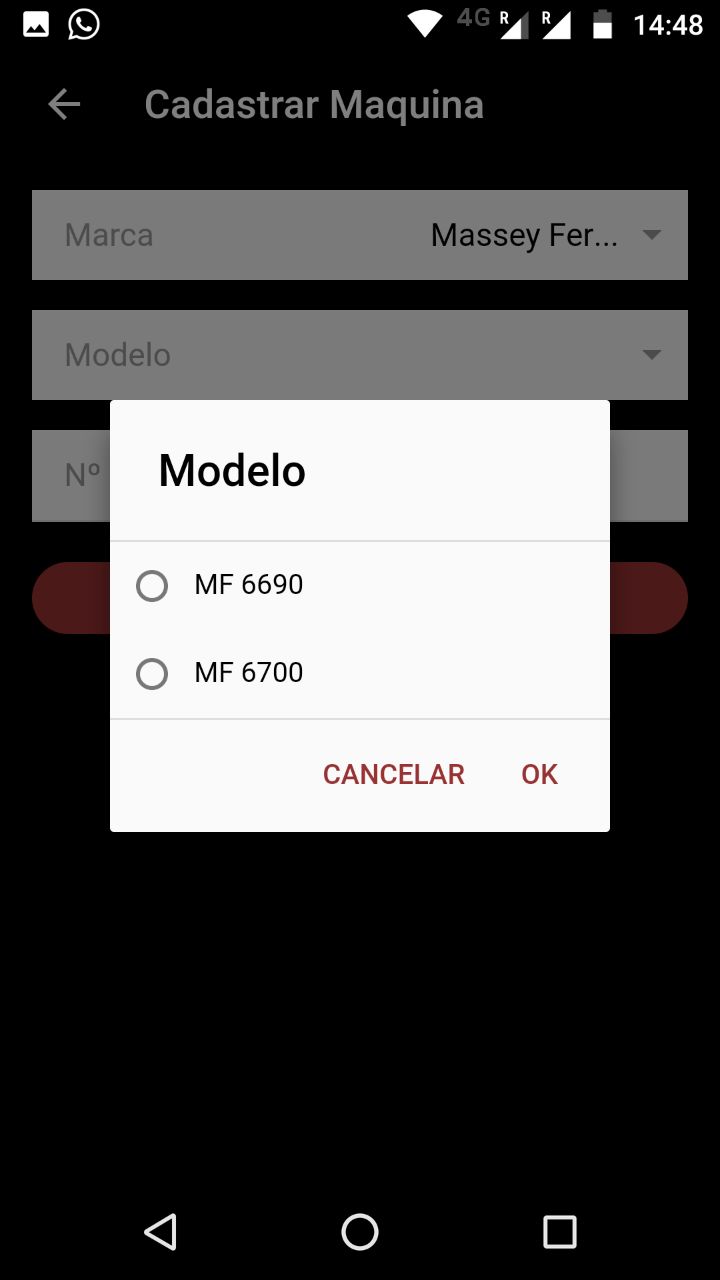 4G R R 14:48
Cadastrar Maquina
Marca Massey Fer...
Modelo
Nº
Modelo
MF 6690
MF 6700
CANCELAR OK